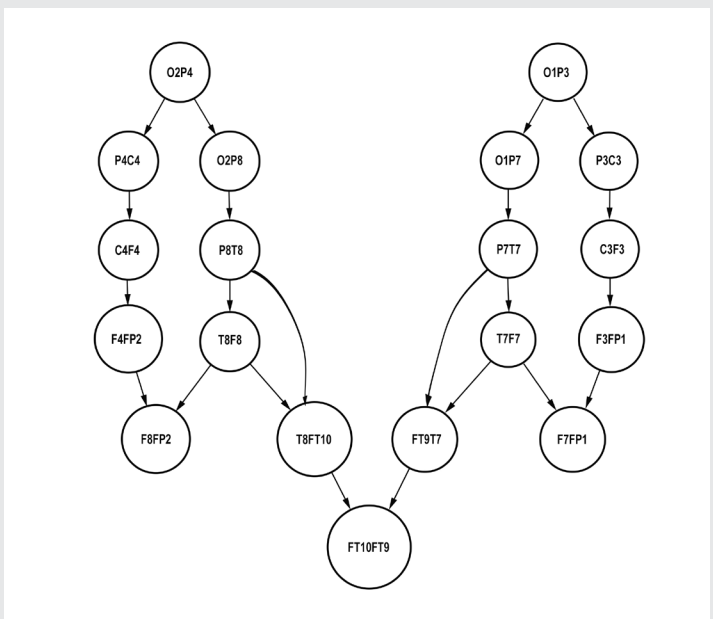 O2P4
O1P3
P4C4
O2P8
O1P7
P3C3
C4F4
P8T8
P7T7
C3F3
F4FP2
T8F8
T7F7
F3FP1
F8FP2
T8FT10
FT9T7
F7FP1
FT10FT9